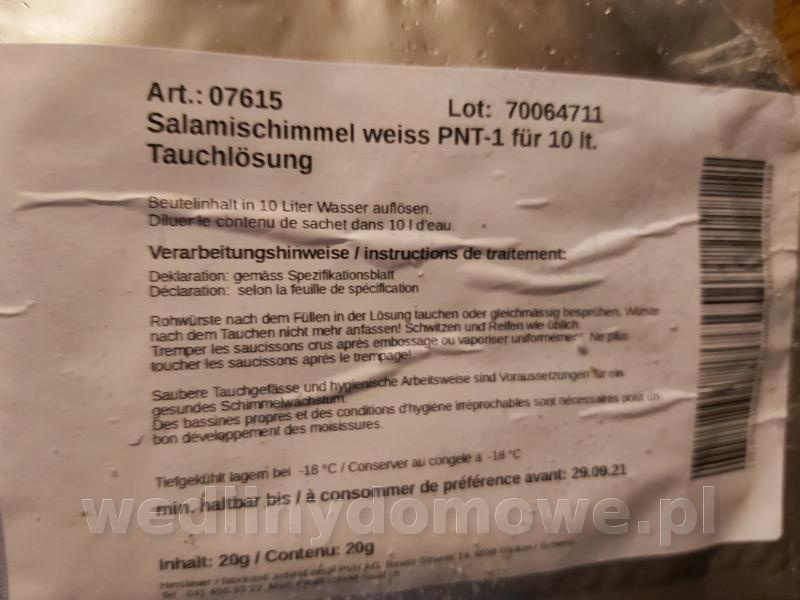 Art.: 07615 Lot: 70064711
Salamischimmel weiss PNT-1 für 10 lt.
Tauchlösung
Beutelinhalt in 10 Liter Wasser auflösen.
Diluer le contenu de sachet dans 10 l d'eau.
Verarbeitungshinweise / instructions de traitement:
Deklaration: gemäss Spezifikationsblatt
Déclaration: selon la feuille de spécification
Rohwürste nach dem Füllen in der Lösung tauchen oder gleichmässig besprühen. Würste
nach dem Tauchen nicht mehr anfassen! Schwitzen und Reifen wie üblich.
Tremper les saucissons crus après embossage ou vaporiser uniformément. Ne plus
toucher les saucissons après le trempage!
Saubere Tauchgefässe und hygienische Arbeitsweise sind Voraussetzungen für ein
gesundes Schimmelwachstum.
Des bassines propres et des conditions d'hygiène irréprochables sont nécessaires pour un
bon développement des moisissures.
Tiefgekühlt lagern bei -18 °C / Conserver au congelé à -18 °C
min. haltbar bis / à consommer de préférence avant: 29.09.21
wedlinydomowe.pl
Inhalt: 20g / Contenu: 20g
Hersteller / fabricant: